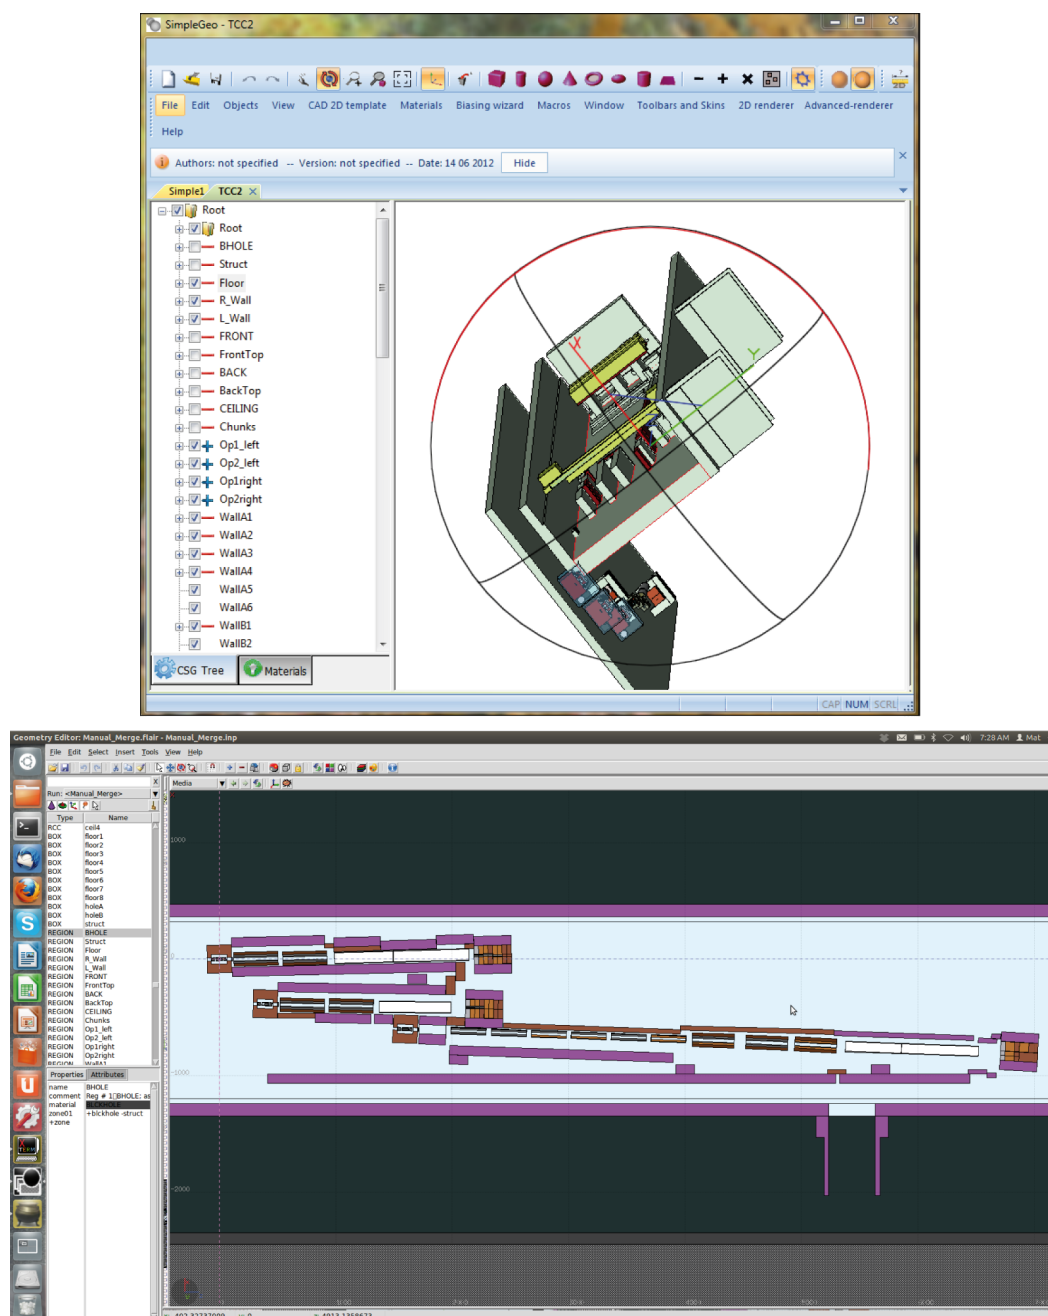 SimpleGeo - TCC2
File Edit Objects View CAD 2D template Materials Biasing wizard Macros Window Toolbars and Skins 2D renderer Advanced-renderer
Help
Authors: not specified -- Version: not specified -- Date: 14 06 2012 Hide
Simple1 TCC2
Root
Root
BHOLE
Struct
Floor
R_Wall
L_Wall
FRONT
FrontTop
BACK
BackTop
CEILING
Chunks
Op1_left
Op2_left
Op1right
Op2right
WallA1
WallA2
WallA3
WallA4
WallA5
WallA6
WallB1
WallB2
X
Y
CSG Tree Materials
CAP NUM SCRL
Geometry Editor: Manual_Merge.flair - Manual_Merge.inp 7:28 AM Mat
File Edit Select Insert Tools View Help
Media
Run: <Manual_Merge>
Type Name
RCC ceil4
BOX floor1
BOX floor2
BOX floor3
BOX floor4
BOX floor5
BOX floor6
BOX floor7
BOX floor8
BOX holeA
BOX holeB
BOX struct
REGION BHOLE
REGION Struct
REGION Floor
REGION R_Wall
REGION L_Wall
REGION FRONT
REGION FrontTop
REGION BACK
REGION BackTop
REGION CEILING
REGION Chunks
REGION Op1_left
REGION Op2_left
REGION Op1right
REGION Op2right
Properties Attributes
name BHOLE
comment Reg # 1
material BLCKHOLE
zone01 +blckhole -struct
+zone
1000
0
-1000
-2000